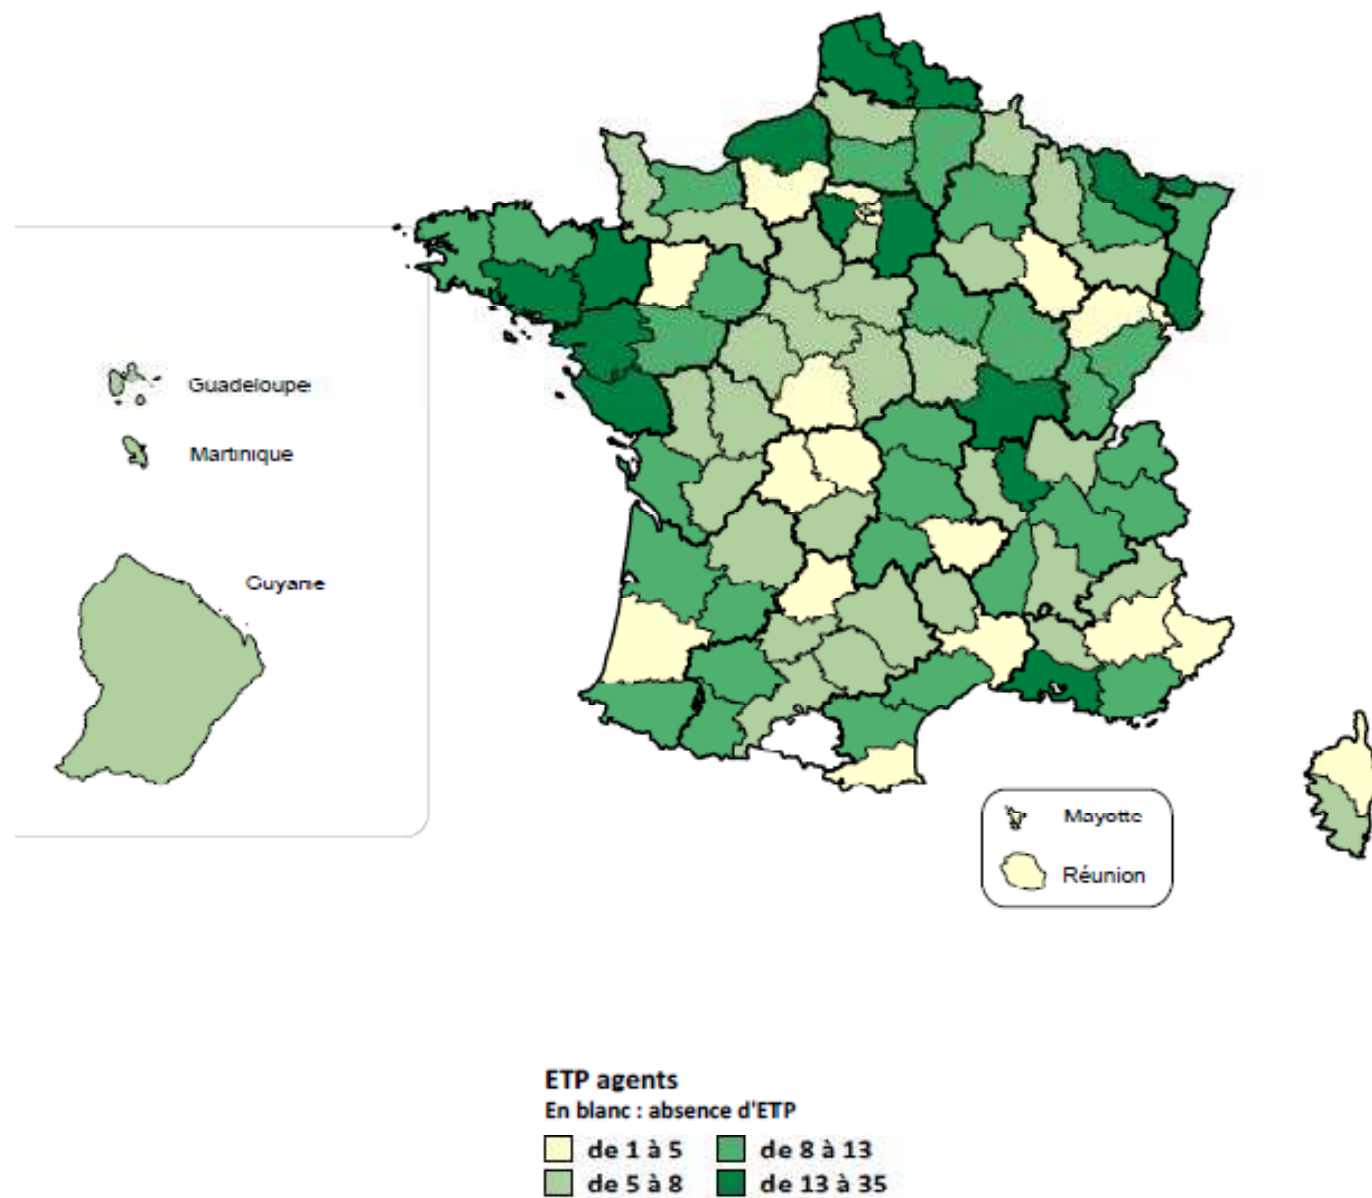 Guadeloupe
Martinique
Guyane
Mayotte
Réunion
ETP agents
En blanc : absence d'ETP
de 1 à 5
de 8 à 13
de 5 à 8
de 13 à 35